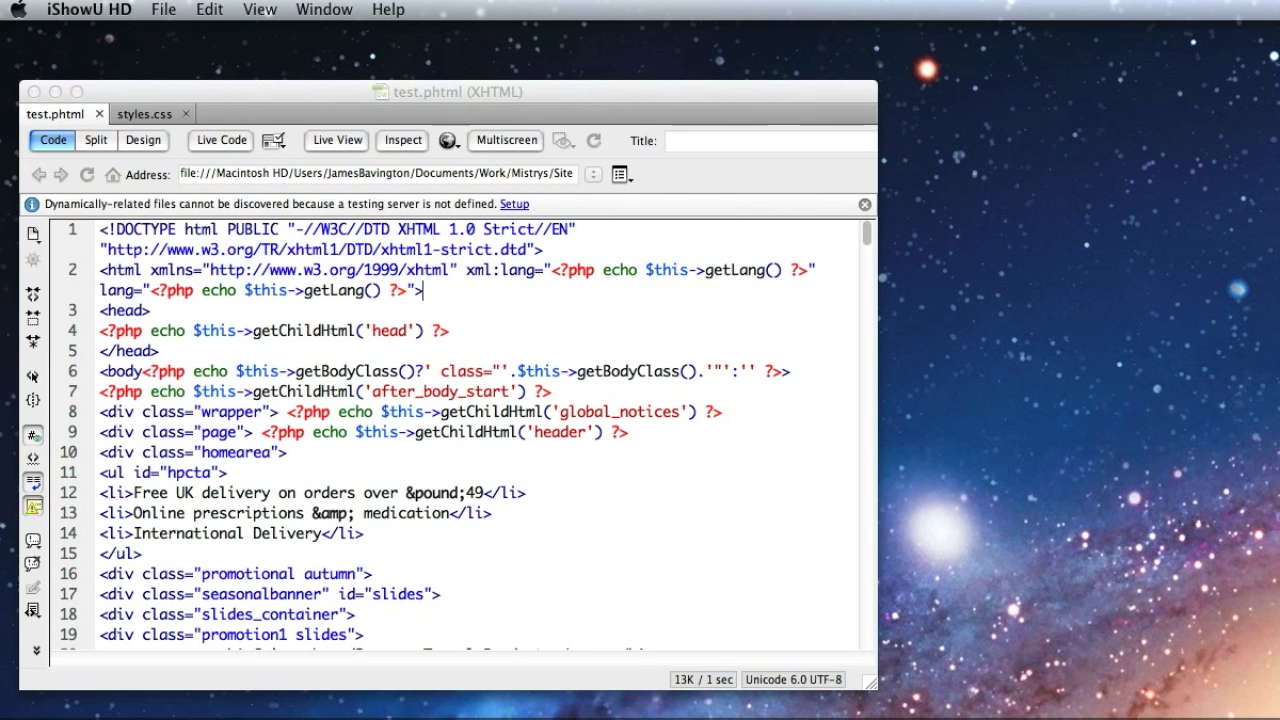 iShowU HD File Edit View Window Help
test.phtml (XHTML)
test.phtml styles.css
Code Split Design Live Code Live View Inspect Multiscreen Title:
Address: file:///Macintosh HD/Users/JamesBavington/Documents/Work/Mistrys/Site
Dynamically-related files cannot be discovered because a testing server is not defined. Setup
1 <!DOCTYPE html PUBLIC "-//W3C//DTD XHTML 1.0 Strict//EN"
"http://www.w3.org/TR/xhtml1/DTD/xhtml1-strict.dtd">
2 <html xmlns="http://www.w3.org/1999/xhtml" xml:lang="<?php echo $this->getLang() ?>"
lang="<?php echo $this->getLang() ?>">
3 <head>
4 <?php echo $this->getChildHtml('head') ?>
5 </head>
6 <body<?php echo $this->getBodyClass()?' class="'.$this->getBodyClass().'"':'' ?>>
7 <?php echo $this->getChildHtml('after_body_start') ?>
8 <div class="wrapper"> <?php echo $this->getChildHtml('global_notices') ?>
9 <div class="page"> <?php echo $this->getChildHtml('header') ?>
10 <div class="homearea">
11 <ul id="hpcta">
12 <li>Free UK delivery on orders over &pound;49</li>
13 <li>Online prescriptions &amp; medication</li>
14 <li>International Delivery</li>
15 </ul>
16 <div class="promotional autumn">
17 <div class="seasonalbanner" id="slides">
18 <div class="slides_container">
19 <div class="promotion1 slides">
13K / 1 sec Unicode 6.0 UTF-8